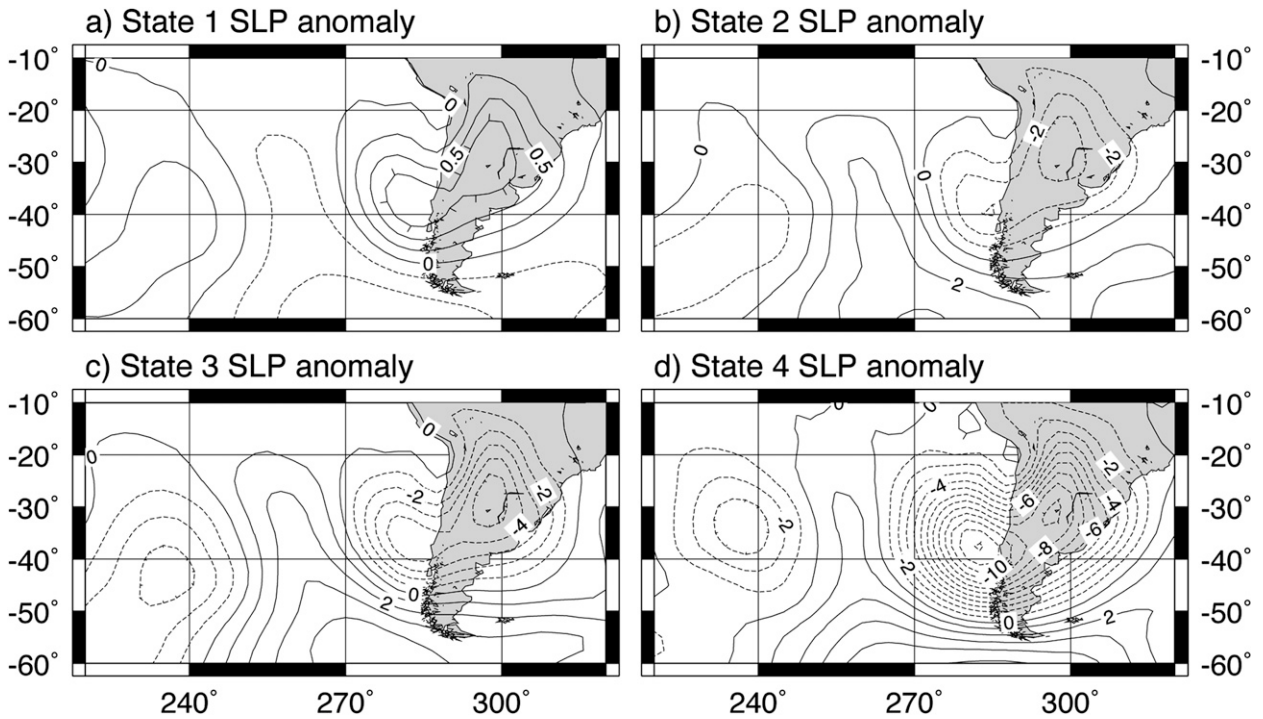 a) State 1 SLP anomaly
b) State 2 SLP anomaly
-10° 0 -10°
-20° 0 -2 -20°
-30° 0.5 0.5 0 0 -2 -30°
-40° -40°
-50° 0 2 -50°
-60° -60°
c) State 3 SLP anomaly
d) State 4 SLP anomaly
-10° 0 0 0 -10°
-20° 0 -2 -20°
-30° -2 -2 -4 -2 -4 -6 -4 -30°
-40° -2 -10 -8 -6 -40°
-50° 2 0 0 2 -50°
-60° -60°
240° 270° 300° 240° 270° 300°